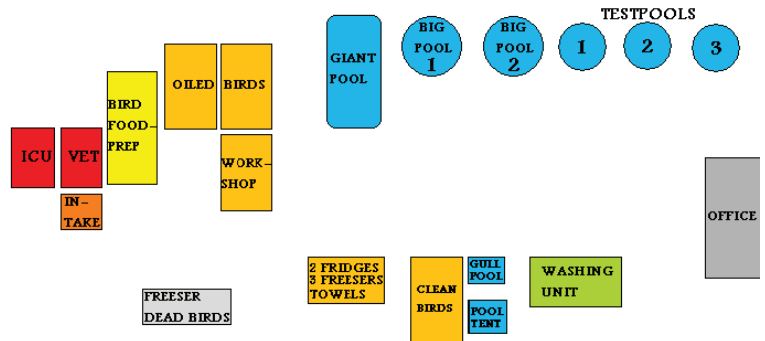 TESTPOOLS
GIANT
POOL
BIG
POOL
1
BIG
POOL
2
1
2
3
OILED
BIRDS
BIRD
FOOD–
PREP
ICU
VET
WORK–
SHOP
IN–
TAKE
OFFICE
2 FRIDGES
3 FREESERS
TOWELS
CLEAN
BIRDS
GULL
POOL
POOL
TENT
WASHING
UNIT
FREESER
DEAD BIRDS